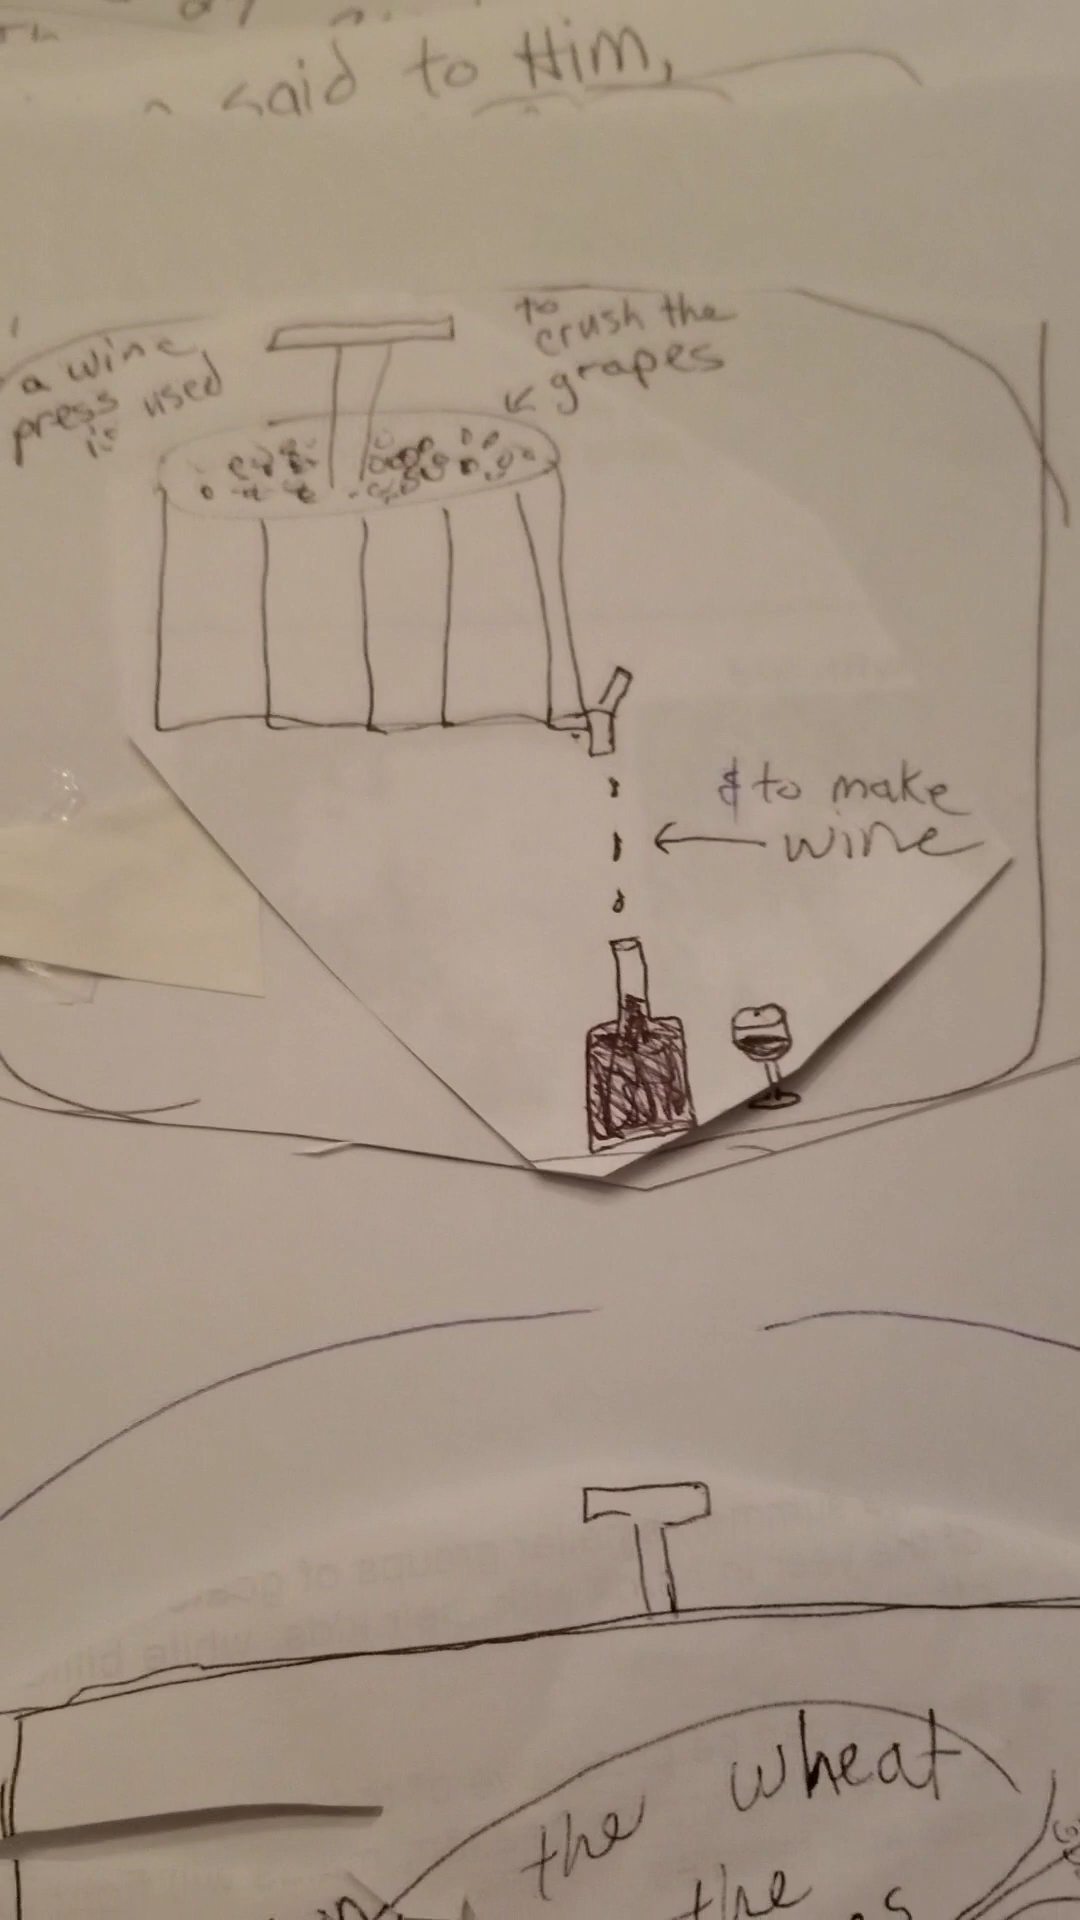 said to Him,
a wine
press used
is
to
crush the
grapes
& to make
wine
the wheat
the